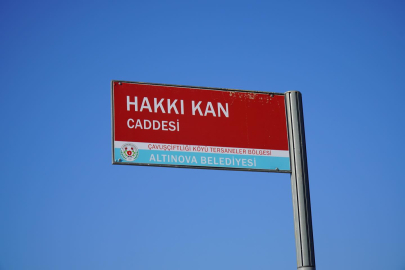 HAKKI KAN
CADDESİ
ÇAVUŞÇİFTLİĞİ KÖYÜ TERSANELER BÖLGESİ
ALTINOVA BELEDİYESİ